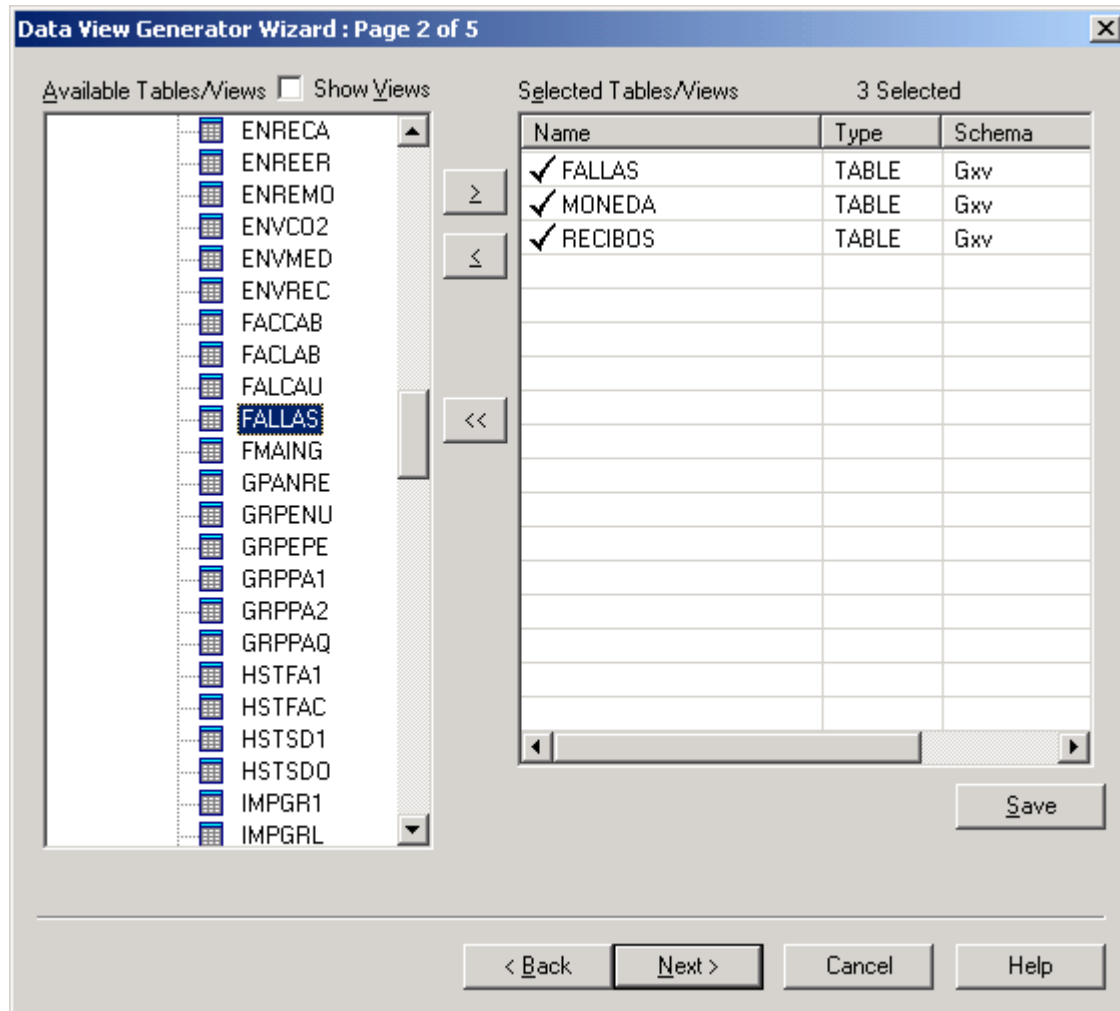 Data View Generator Wizard : Page 2 of 5
Available Tables/Views Show Views
ENRECA
ENREER
ENREMO
ENVCO2
ENVMED
ENVREC
FACCAB
FACLAB
FALCAU
FALLAS
FMAING
GPANRE
GRPENU
GRPEPE
GRPPA1
GRPPA2
GRPPAQ
HSTFA1
HSTFAC
HSTSD1
HSTSDO
IMPGR1
IMPGRL
>
<
<<
Selected Tables/Views 3 Selected
Name Type Schema
FALLAS TABLE Gxv
MONEDA TABLE Gxv
RECIBOS TABLE Gxv
Save
< Back Next > Cancel Help